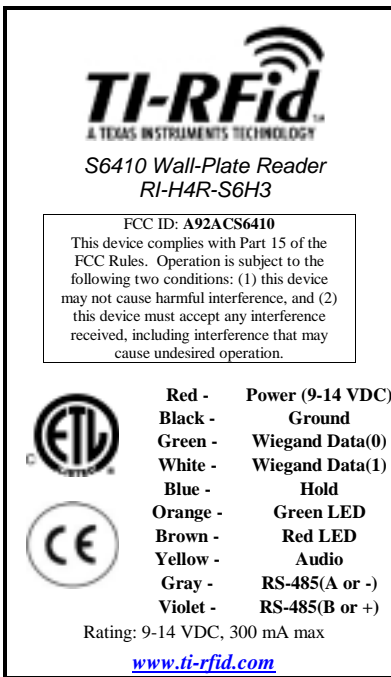 TI-RFid
A TEXAS INSTRUMENTS TECHNOLOGY
S6410 Wall-Plate Reader
RI-H4R-S6H3
FCC ID: A92ACS6410
This device complies with Part 15 of the
FCC Rules. Operation is subject to the
following two conditions: (1) this device
may not cause harmful interference, and (2)
this device must accept any interference
received, including interference that may
cause undesired operation.
ETL
C
CE
Red - Power (9-14 VDC)
Black - Ground
Green - Wiegand Data(0)
White - Wiegand Data(1)
Blue - Hold
Orange - Green LED
Brown - Red LED
Yellow - Audio
Gray - RS-485(A or -)
Violet - RS-485(B or +)
Rating: 9-14 VDC, 300 mA max
www.ti-rfid.com